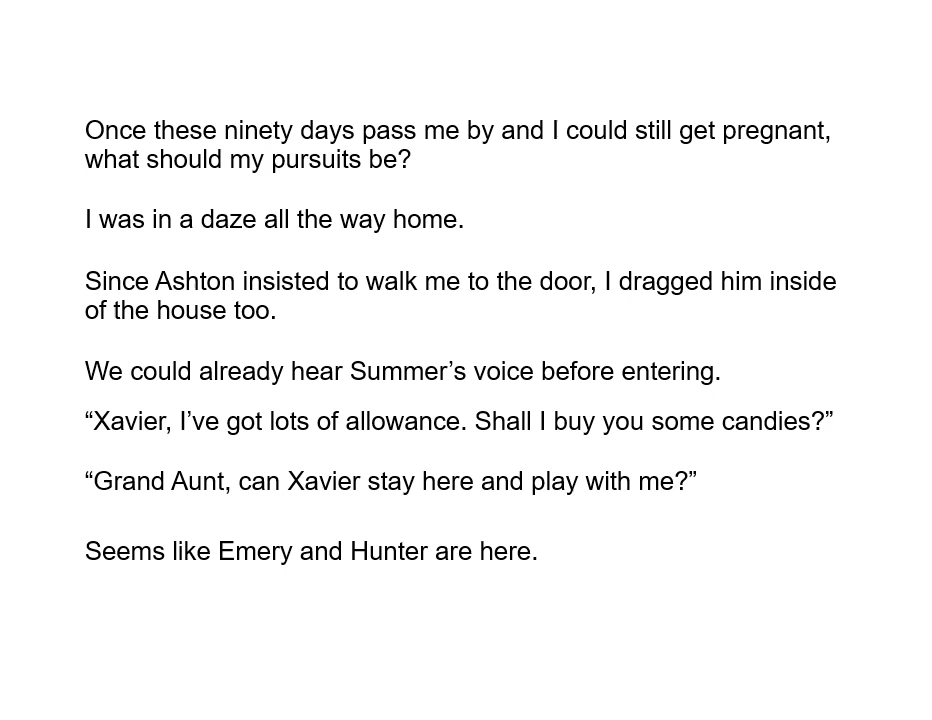 Once these ninety days pass me by and I could still get pregnant,
what should my pursuits be?
I was in a daze all the way home.
Since Ashton insisted to walk me to the door, I dragged him inside
of the house too.
We could already hear Summer’s voice before entering.
“Xavier, I’ve got lots of allowance. Shall I buy you some candies?”
“Grand Aunt, can Xavier stay here and play with me?”
Seems like Emery and Hunter are here.